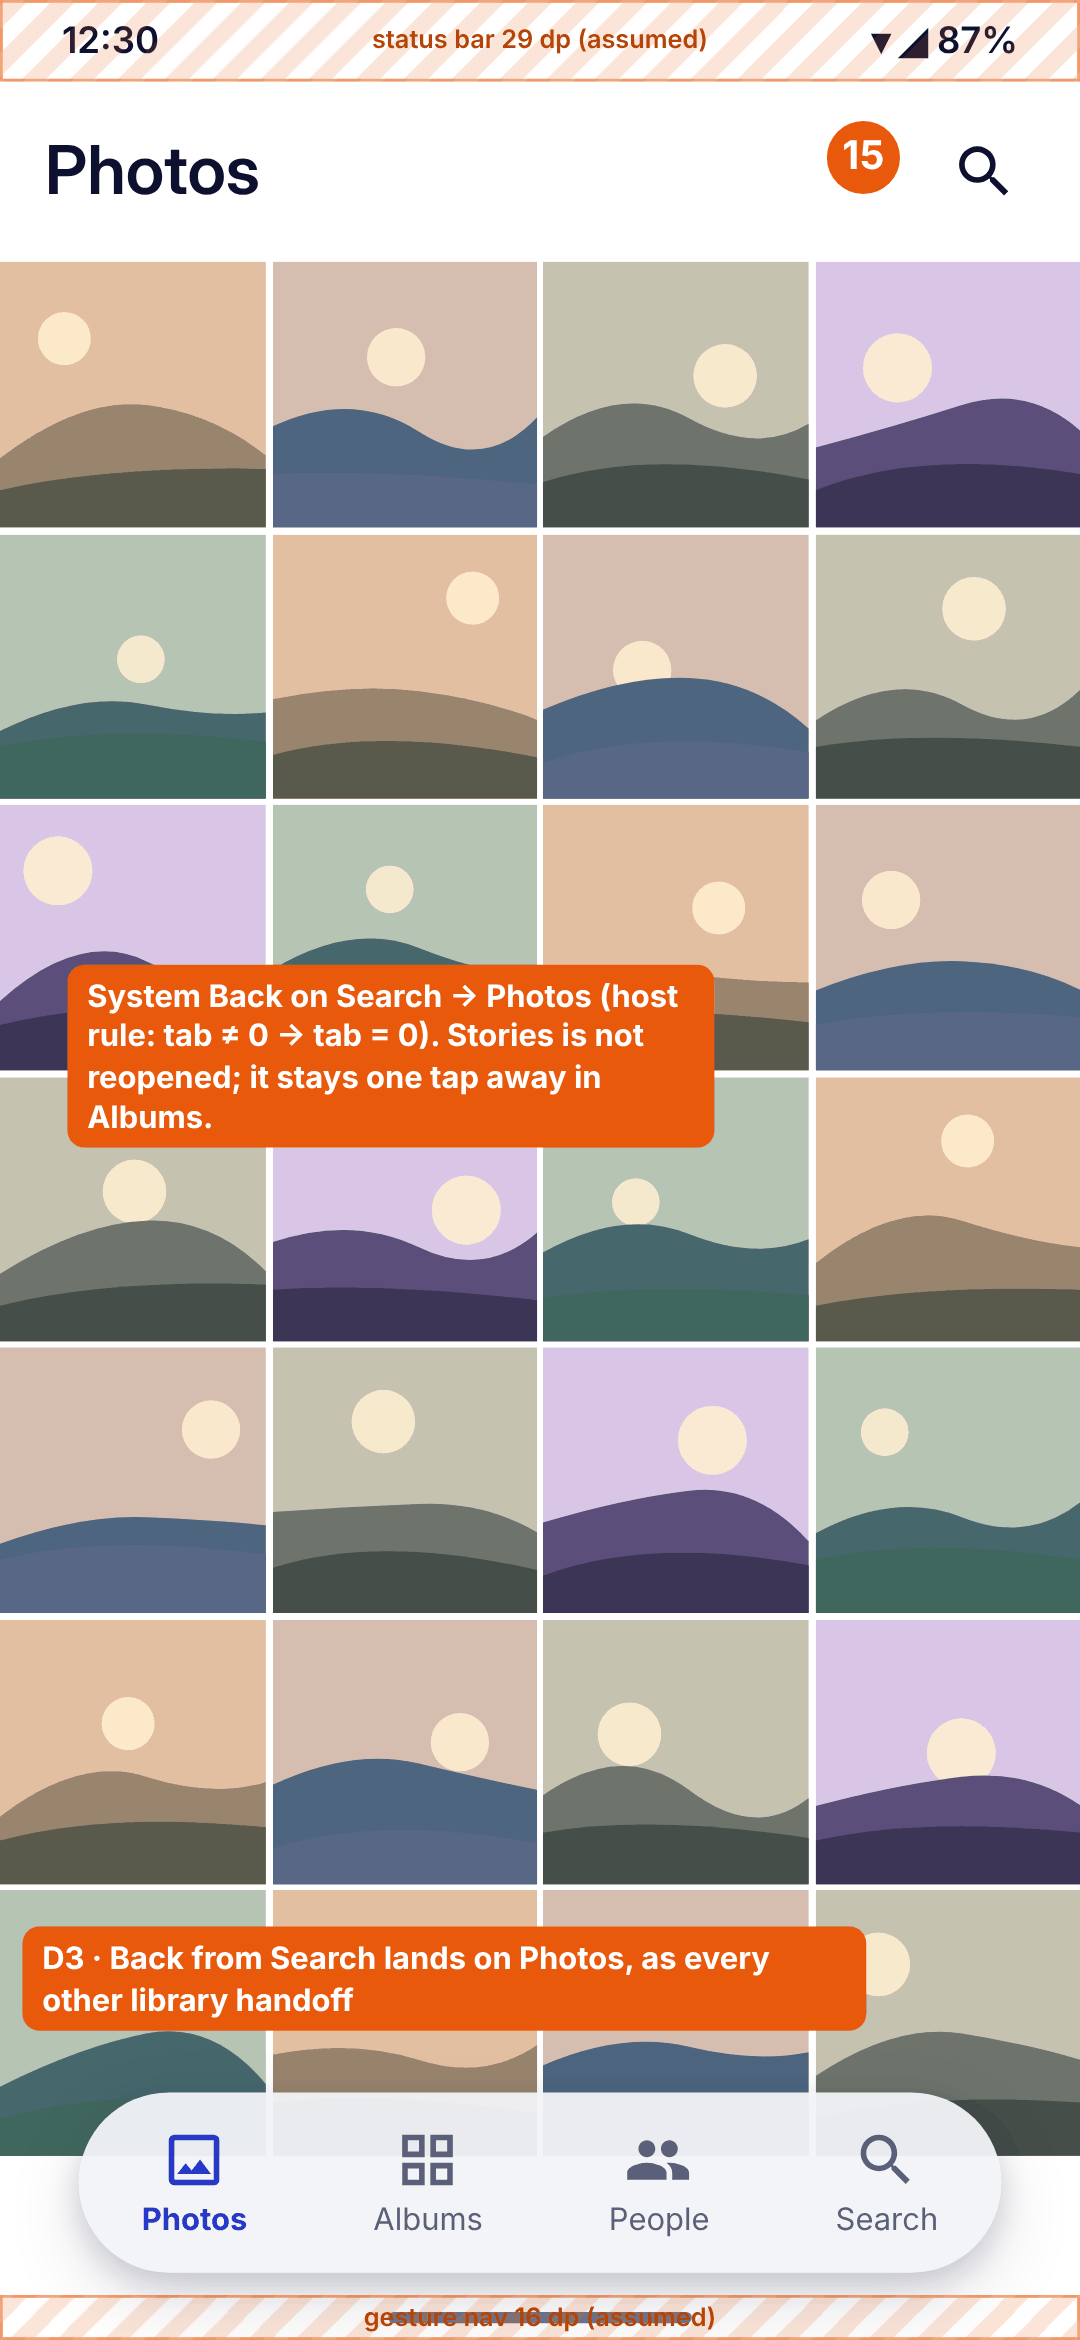 12:30
status bar 29 dp (assumed)
87%
Photos
15
System Back on Search → Photos (host
rule: tab ≠ 0 → tab = 0). Stories is not
reopened; it stays one tap away in
Albums.
D3 · Back from Search lands on Photos, as every
other library handoff
Photos
Albums
People
Search
gesture nav 16 dp (assumed)